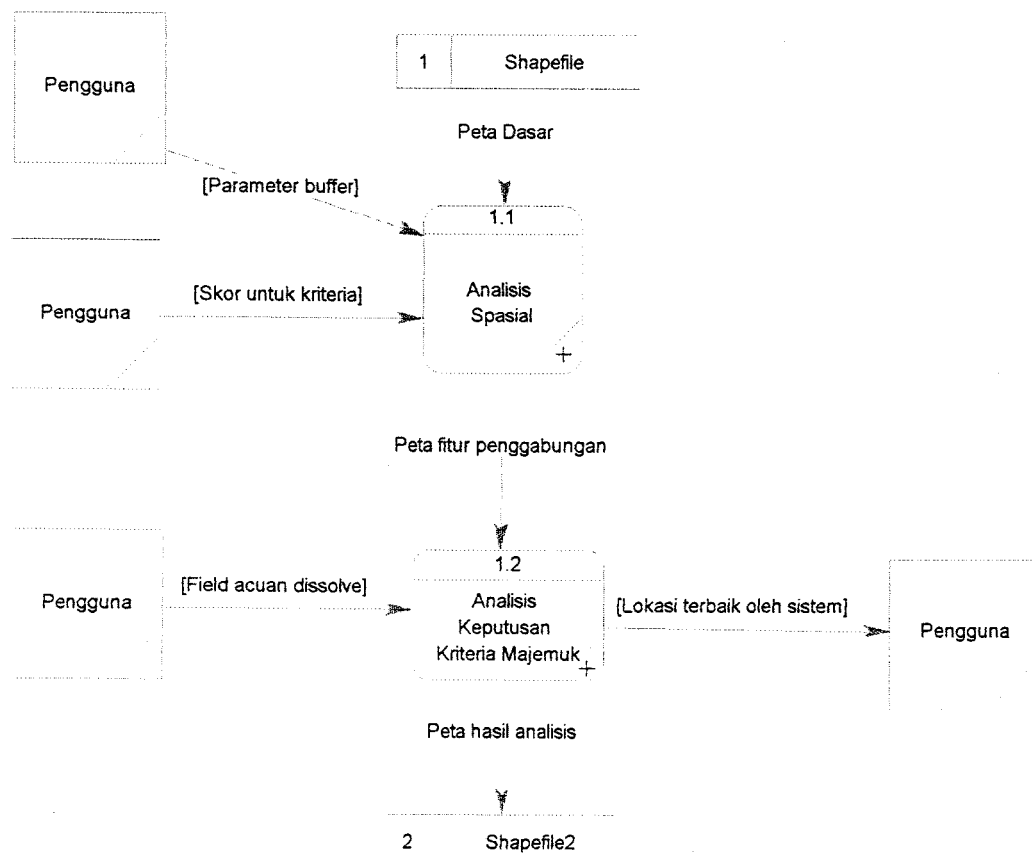 1 Shapefile
Pengguna
Peta Dasar
[Parameter buffer]
1.1
[Skor untuk kriteria]
Analisis
Spasial
Pengguna
+
Peta fitur penggabungan
1.2
[Field acuan dissolve]
Pengguna
Analisis
Keputusan
Kriteria Majemuk
+
[Lokasi terbaik oleh sistem]
Pengguna
Peta hasil analisis
2 Shapefile2